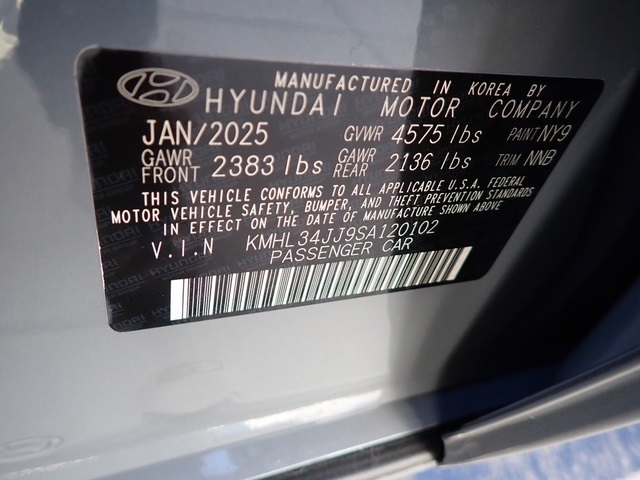 MANUFACTURED IN KOREA BY
HYUNDAI MOTOR COMPANY
JAN/2025 GVWR 4575 lbs PAINT NY9
GAWR FRONT 2383 lbs GAWR REAR 2136 lbs TRIM NNB
THIS VEHICLE CONFORMS TO ALL APPLICABLE U.S.A. FEDERAL
MOTOR VEHICLE SAFETY, BUMPER, AND THEFT PREVENTION STANDARDS
IN EFFECT ON THE DATE OF MANUFACTURE SHOWN ABOVE
V.I.N KMHL34JJ9SA120102
PASSENGER CAR